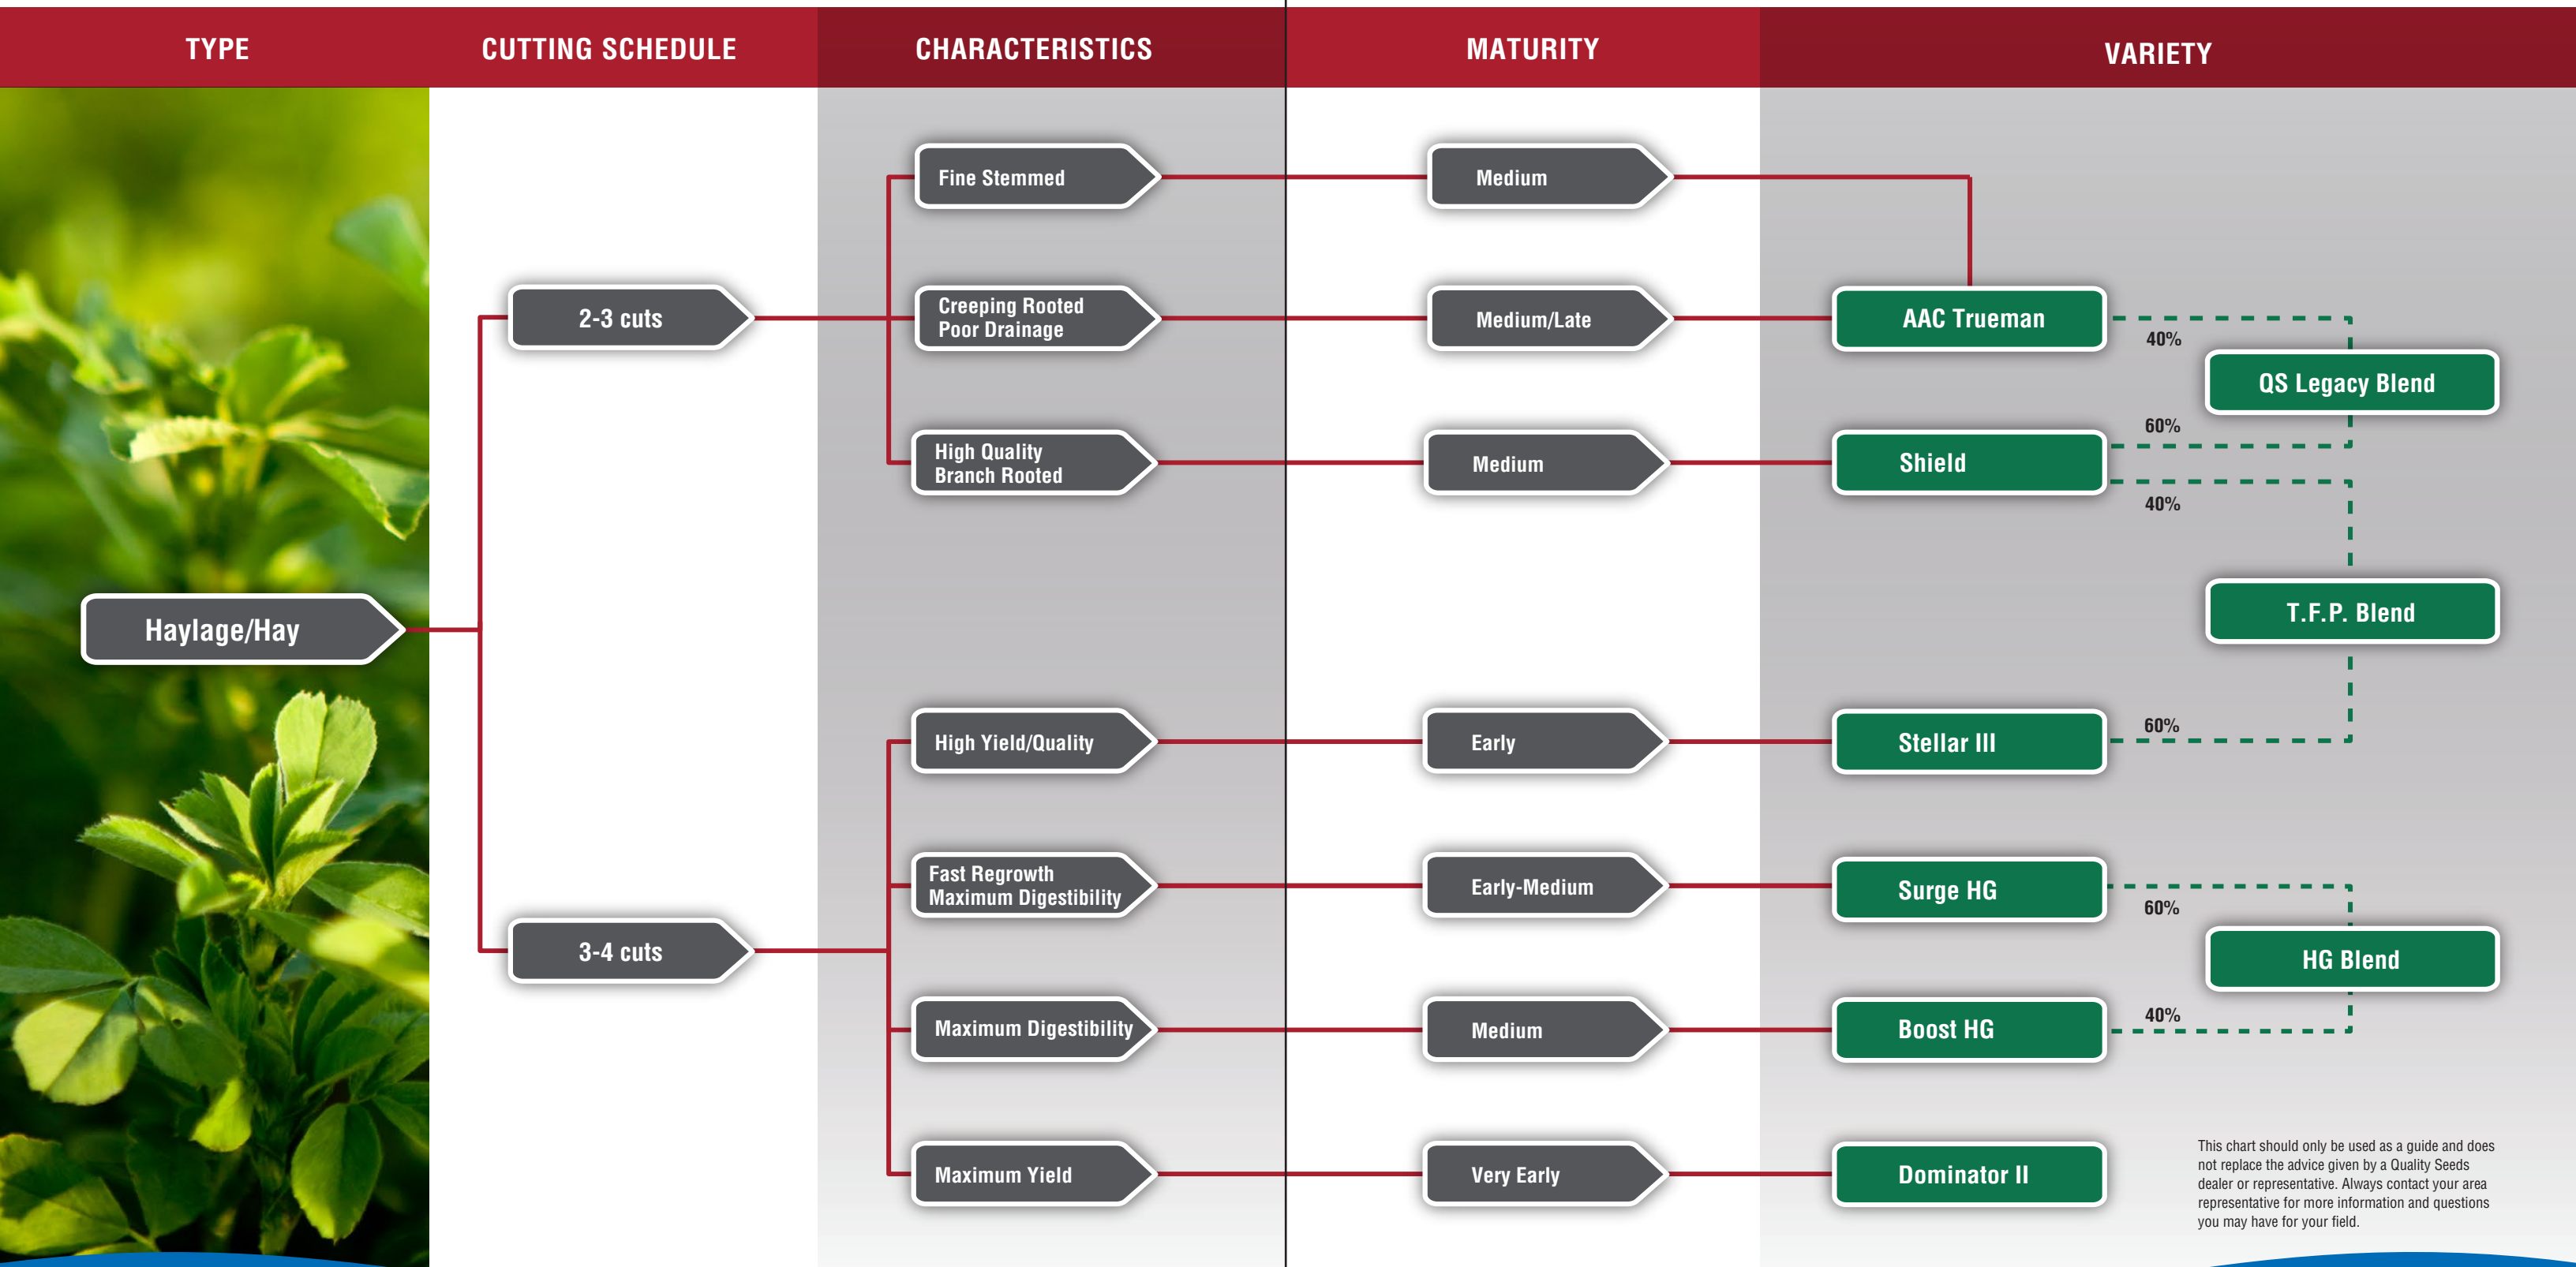 TYPE
CUTTING SCHEDULE
CHARACTERISTICS
MATURITY
VARIETY
Fine Stemmed
Medium
2-3 cuts
Creeping Rooted
Poor Drainage
Medium/Late
AAC Trueman
40%
QS Legacy Blend
60%
High Quality
Branch Rooted
Medium
Shield
40%
T.F.P. Blend
Haylage/Hay
High Yield/Quality
Early
Stellar III
60%
Fast Regrowth
Maximum Digestibility
Early-Medium
Surge HG
60%
3-4 cuts
HG Blend
Maximum Digestibility
Medium
Boost HG
40%
Maximum Yield
Very Early
Dominator II
This chart should only be used as a guide and does
not replace the advice given by a Quality Seeds
dealer or representative. Always contact your area
representative for more information and questions
you may have for your field.